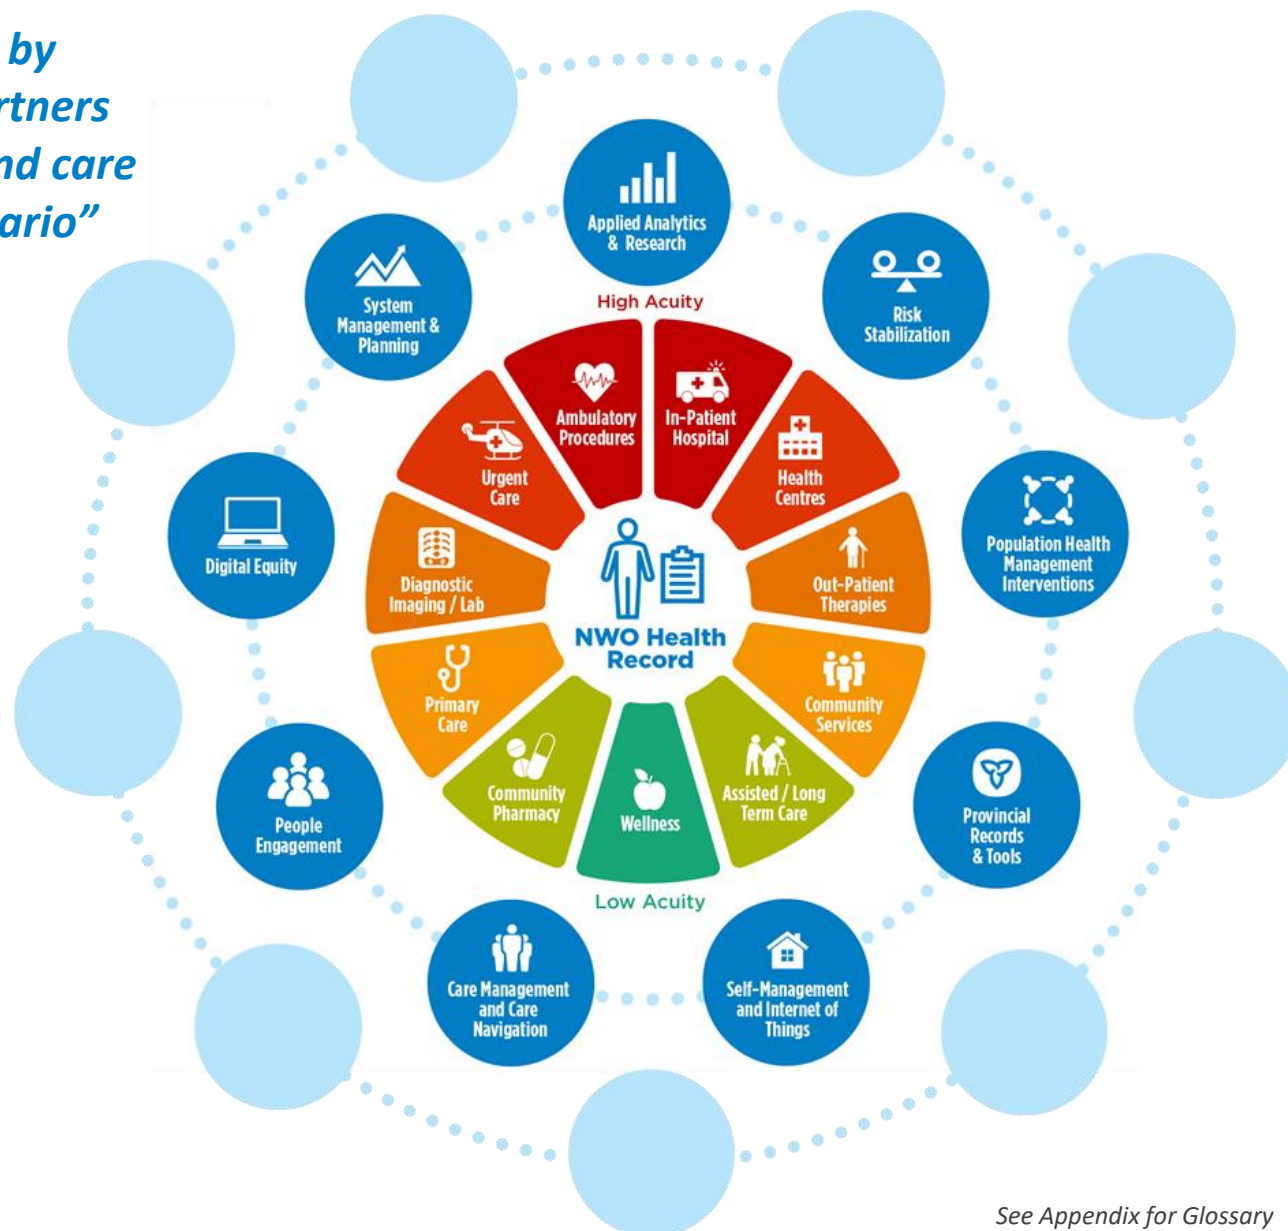 by
rtners
nd care
ario”
Applied Analytics
& Research
System
Management &
Planning
Risk
Stabilization
High Acuity
Ambulatory
Procedures
In-Patient
Hospital
Urgent
Care
Health
Centres
Digital Equity
Population Health
Management
Interventions
Diagnostic
Imaging / Lab
Out-Patient
Therapies
NWO Health
Record
Primary
Care
Community
Services
Community
Pharmacy
Wellness
Assisted / Long
Term Care
People
Engagement
Provincial
Records
& Tools
Low Acuity
Care Management
and Care
Navigation
Self-Management
and Internet of
Things
See Appendix for Glossary